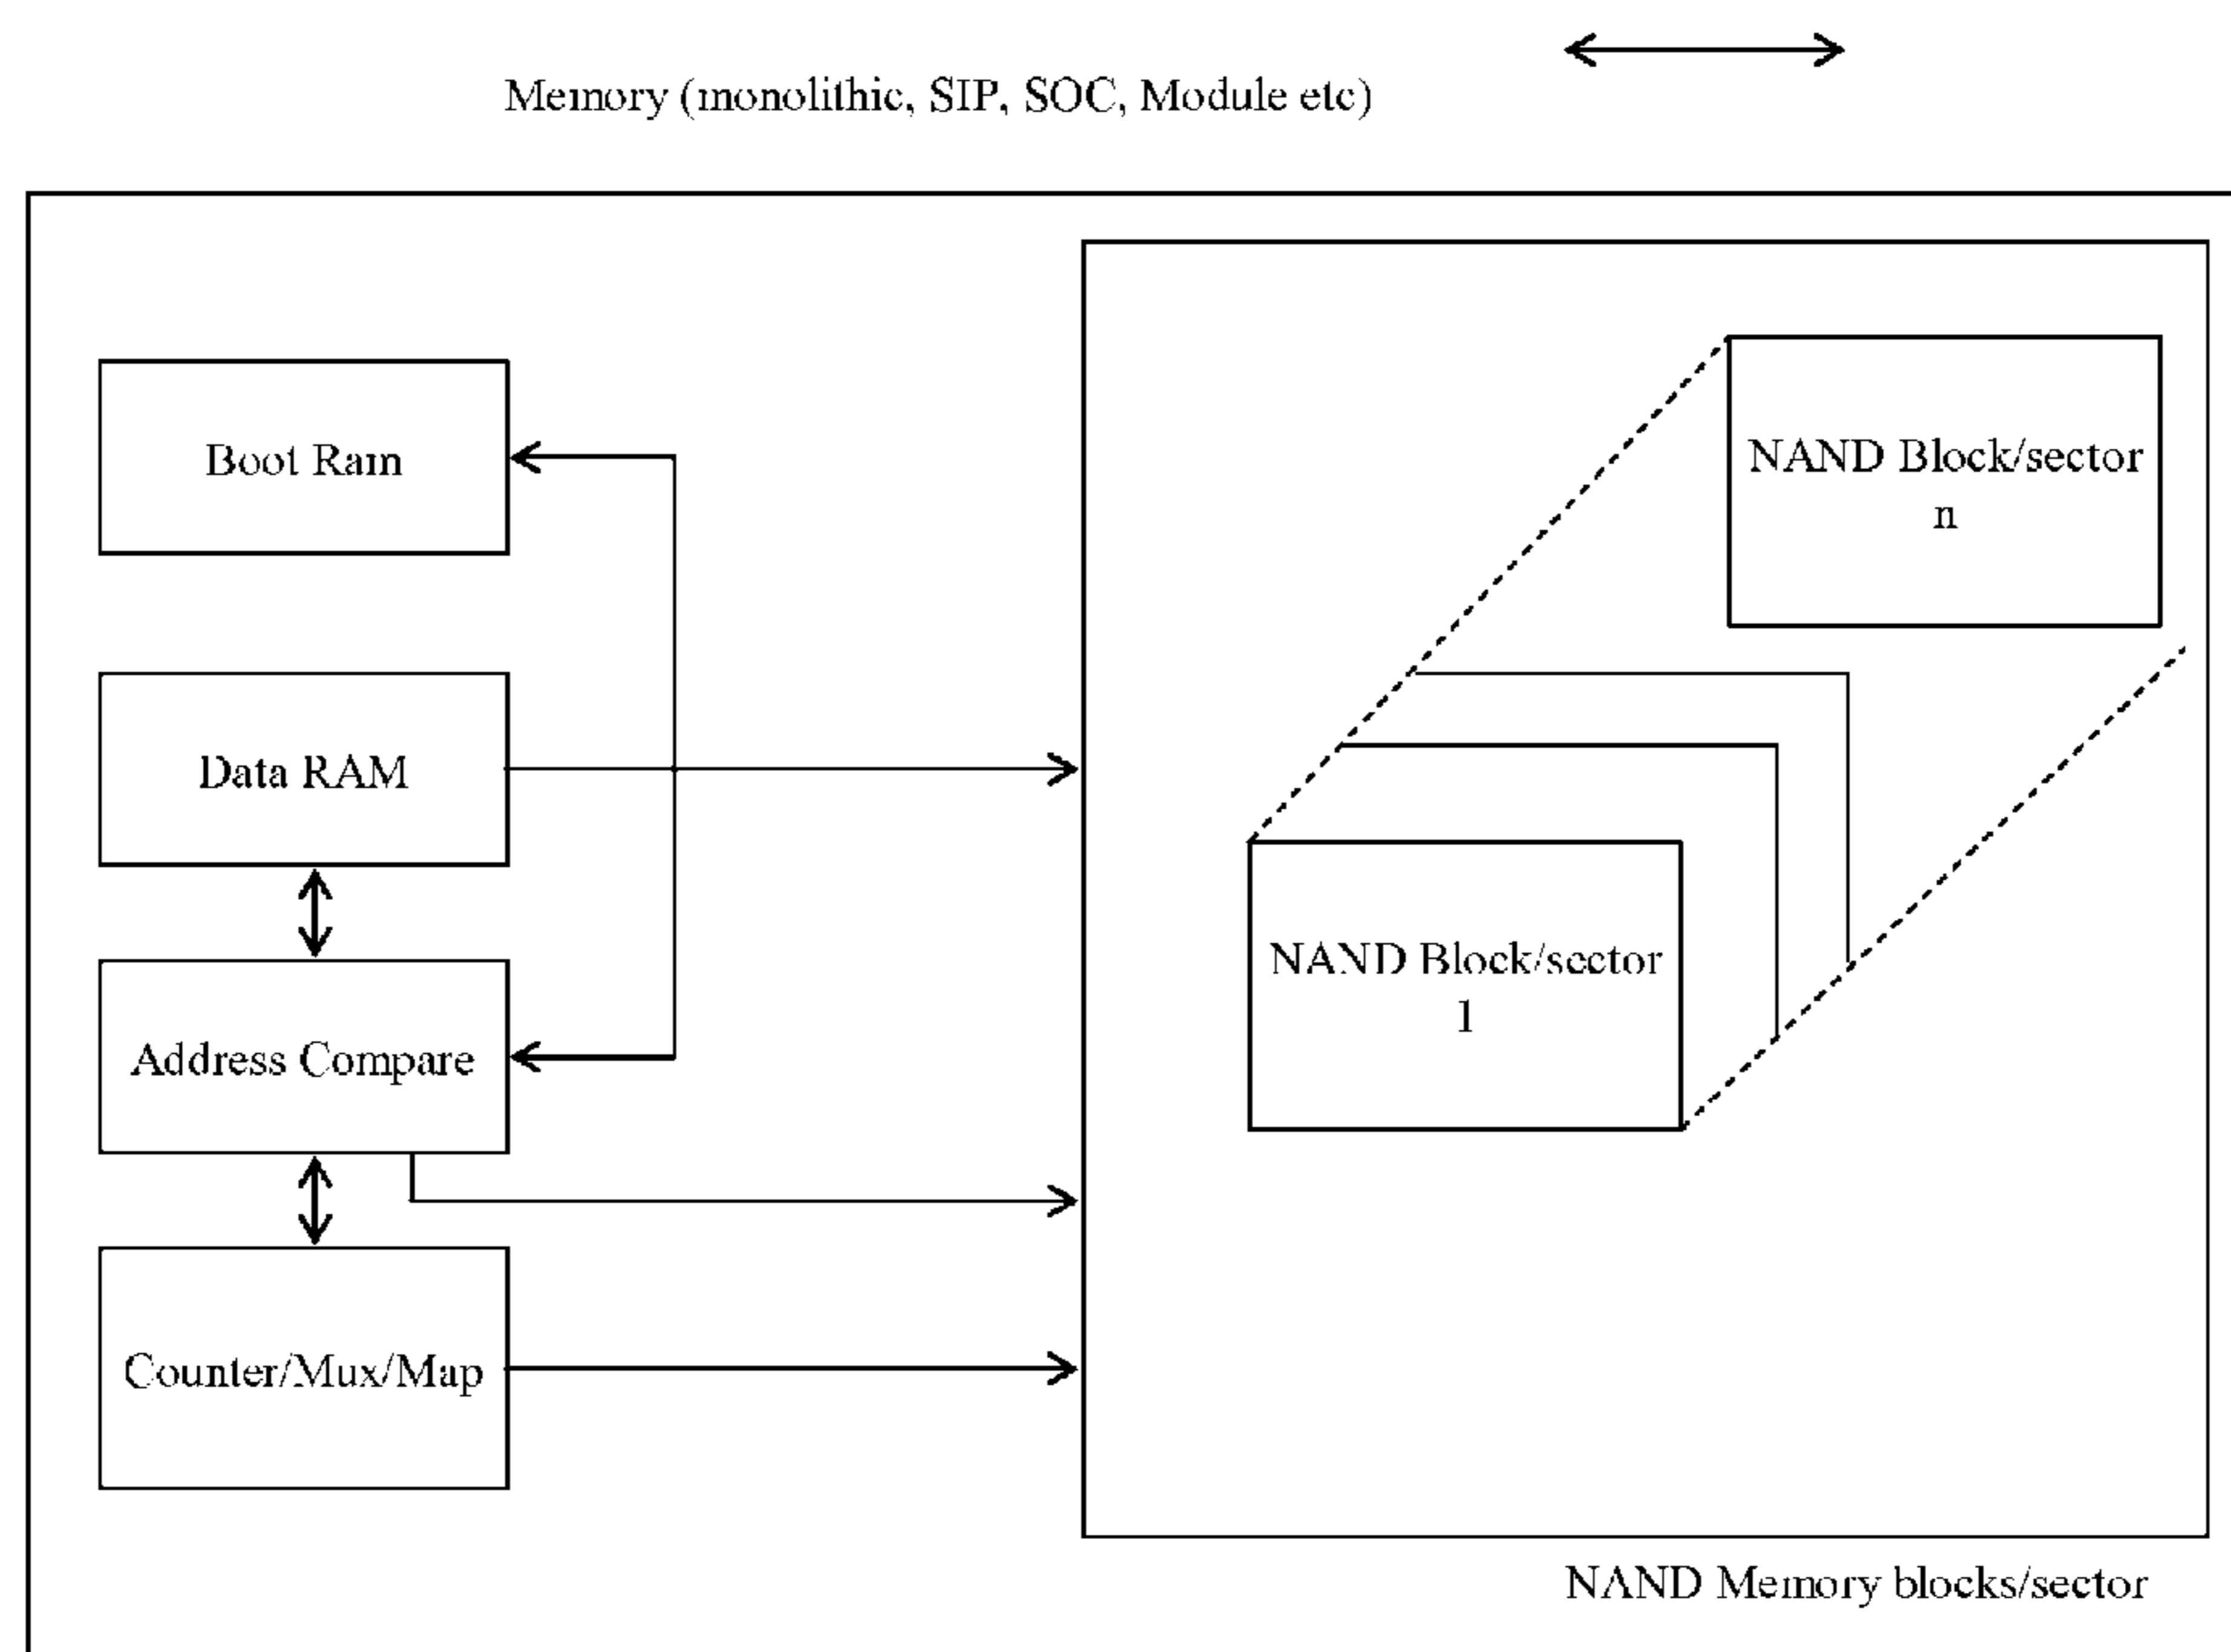 Memory (monolithic, SIP, SOC, Module etc)
Boot Ram
Data RAM
Address Compare
Counter/Mux/Map
NAND Block/sector
n
NAND Block/sector
1
NAND Memory blocks/sector